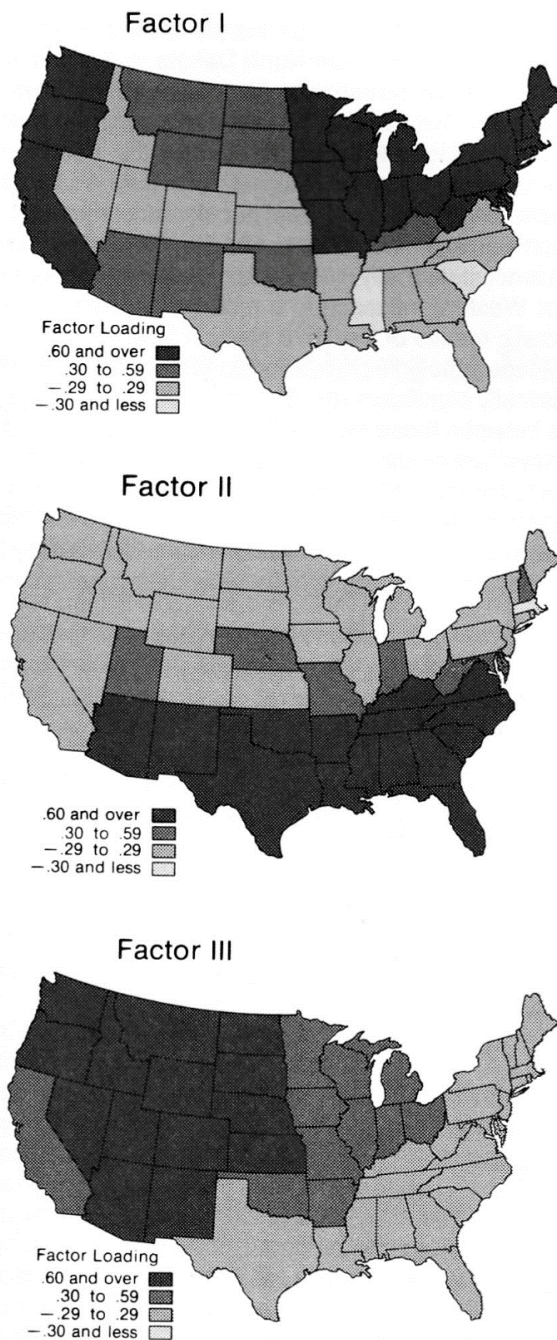 Factor I
Factor Loading
.60 and over
.30 to .59
–.29 to .29
–.30 and less
Factor II
.60 and over
.30 to .59
–.29 to .29
–.30 and less
Factor III
Factor Loading
.60 and over
.30 to .59
–.29 to .29
–.30 and less